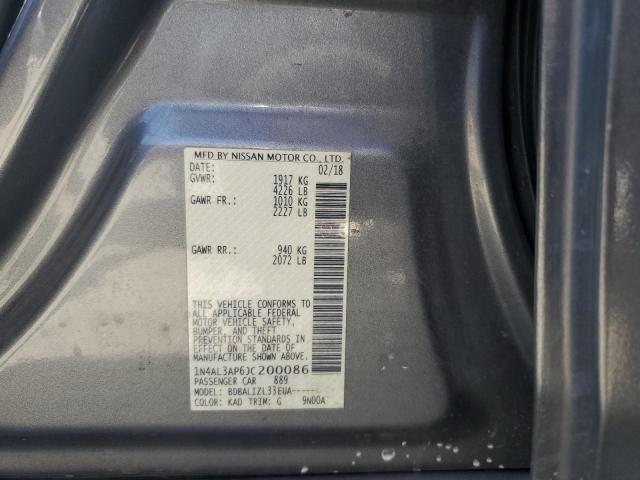 MFD BY NISSAN MOTOR CO., LTD.
DATE: 02/18
GVWR: 1917 KG
4226 LB
GAWR FR.: 1010 KG
2227 LB
GAWR RR.: 940 KG
2072 LB
THIS VEHICLE CONFORMS TO
ALL APPLICABLE FEDERAL
MOTOR VEHICLE SAFETY,
BUMPER, AND THEFT
PREVENTION STANDARDS IN
EFFECT ON THE DATE OF
MANUFACTURE SHOWN ABOVE.
1N4AL3AP6JC200086
PASSENGER CAR 889
MODEL: BDBALIZL33EUA-----
COLOR: KAD TRIM: G 9N00A